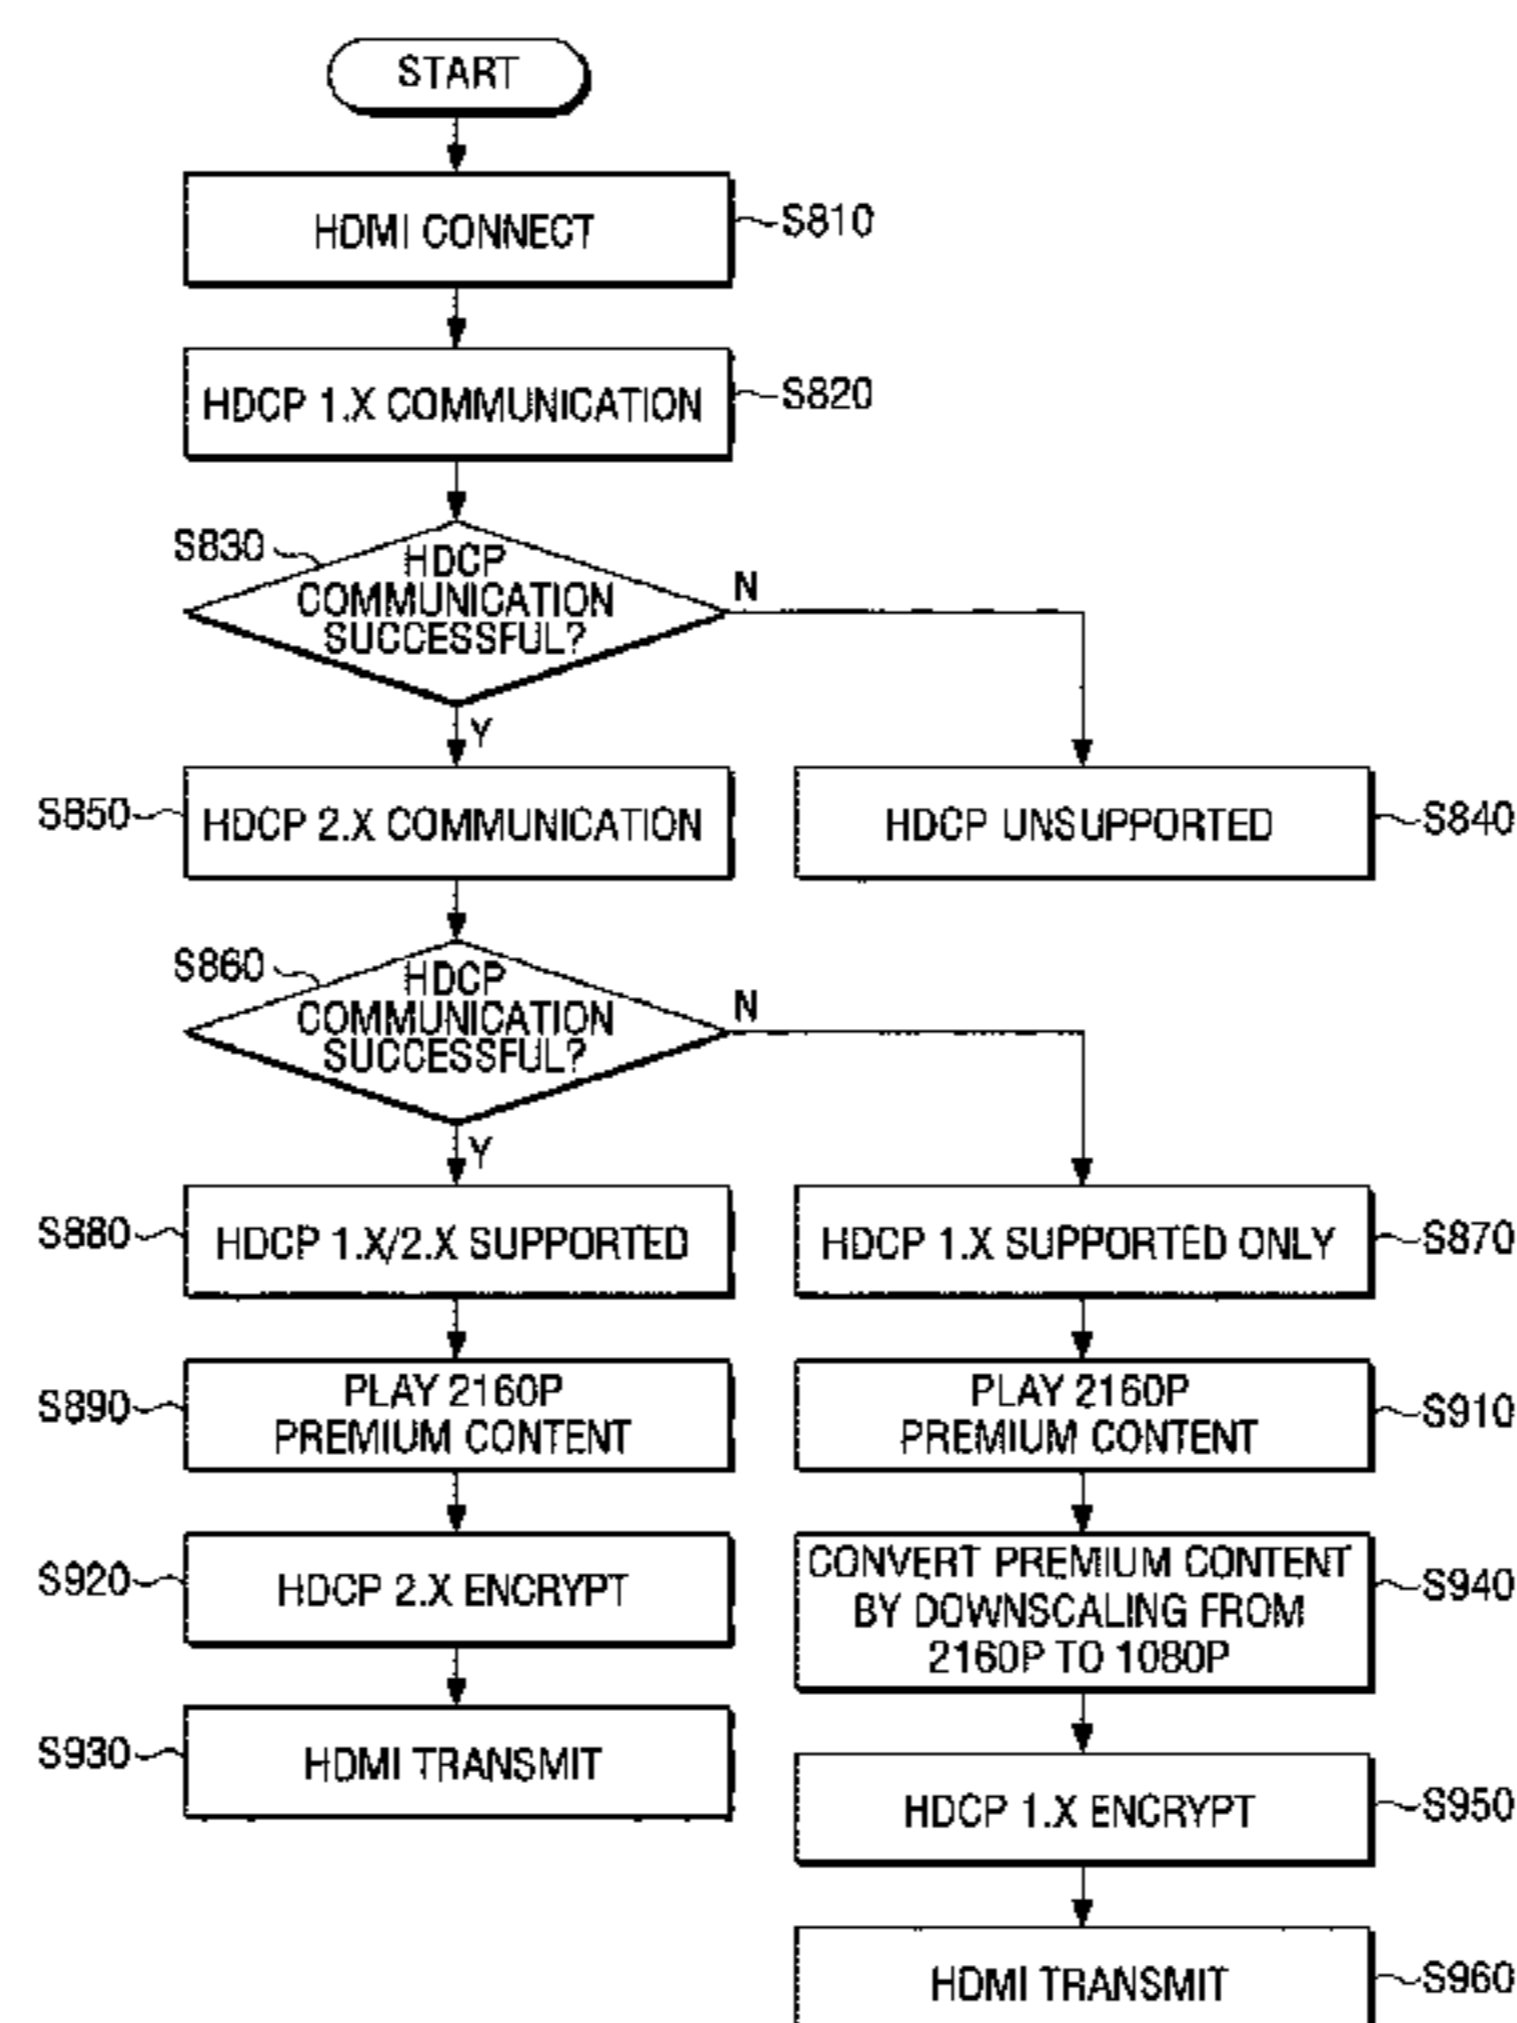 START
HDMI CONNECT
S810
HDCP 1.X COMMUNICATION
S820
S830
HDCP
COMMUNICATION
SUCCESSFUL?
N
Y
S850
HDCP 2.X COMMUNICATION
HDCP UNSUPPORTED
S840
S860
HDCP
COMMUNICATION
SUCCESSFUL?
N
Y
S880
HDCP 1.X/2.X SUPPORTED
HDCP 1.X SUPPORTED ONLY
S870
S890
PLAY 2160P
PREMIUM CONTENT
PLAY 2160P
PREMIUM CONTENT
S910
S920
HDCP 2.X ENCRYPT
CONVERT PREMIUM CONTENT
BY DOWNSCALING FROM
2160P TO 1080P
S940
S930
HDMI TRANSMIT
HDCP 1.X ENCRYPT
S950
HDMI TRANSMIT
S960